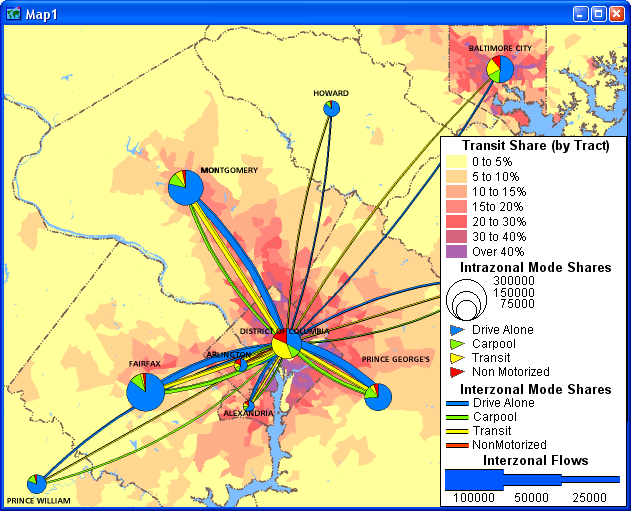 Map1
BALTIMORE CITY
HOWARD
MONTGOMERY
DISTRICT OF COLUMBIA
ARLINGTON
PRINCE GEORGE'S
FAIRFAX
ALEXANDRIA
PRINCE WILLIAM
Transit Share (by Tract)
0 to 5%
5 to 10%
10 to 15%
15to 20%
20 to 30%
30 to 40%
Over 40%
Intrazonal Mode Shares
300000
150000
75000
Drive Alone
Carpool
Transit
Non Motorized
Interzonal Mode Shares
Drive Alone
Carpool
Transit
NonMotorized
Interzonal Flows
100000 50000 25000